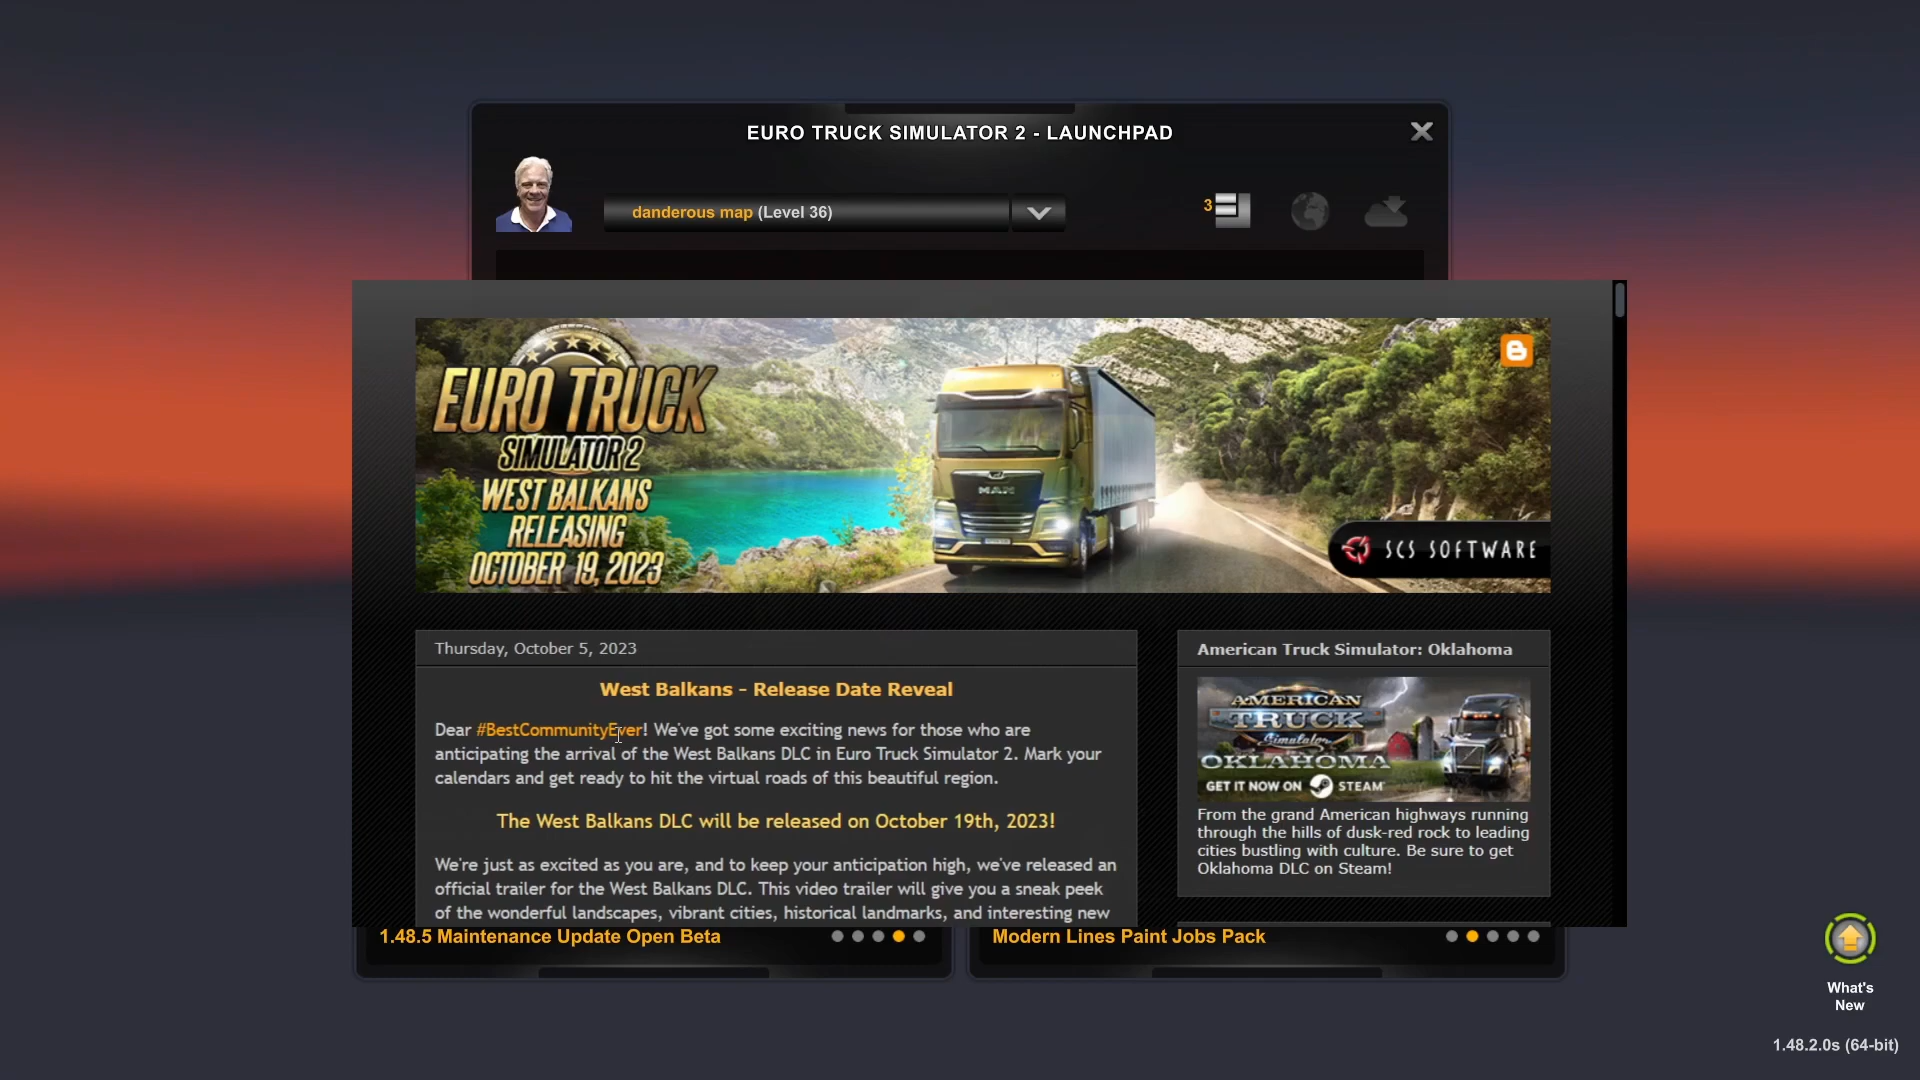 EURO TRUCK SIMULATOR 2 - LAUNCHPAD
danderous map (Level 36)
3
EURO TRUCK
SIMULATOR 2
WEST BALKANS
RELEASING
OCTOBER 19, 2023
MAN
SCS SOFTWARE
Thursday, October 5, 2023
West Balkans - Release Date Reveal
Dear #BestCommunityEver! We've got some exciting news for those who are
anticipating the arrival of the West Balkans DLC in Euro Truck Simulator 2. Mark your
calendars and get ready to hit the virtual roads of this beautiful region.
The West Balkans DLC will be released on October 19th, 2023!
We're just as excited as you are, and to keep your anticipation high, we've released an
official trailer for the West Balkans DLC. This video trailer will give you a sneak peek
of the wonderful landscapes, vibrant cities, historical landmarks, and interesting new
American Truck Simulator: Oklahoma
AMERICAN
TRUCK
Simulator
OKLAHOMA
GET IT NOW ON STEAM
From the grand American highways running
through the hills of dusk-red rock to leading
cities bustling with culture. Be sure to get
Oklahoma DLC on Steam!
1.48.5 Maintenance Update Open Beta
Modern Lines Paint Jobs Pack
What's
New
1.48.2.0s (64-bit)